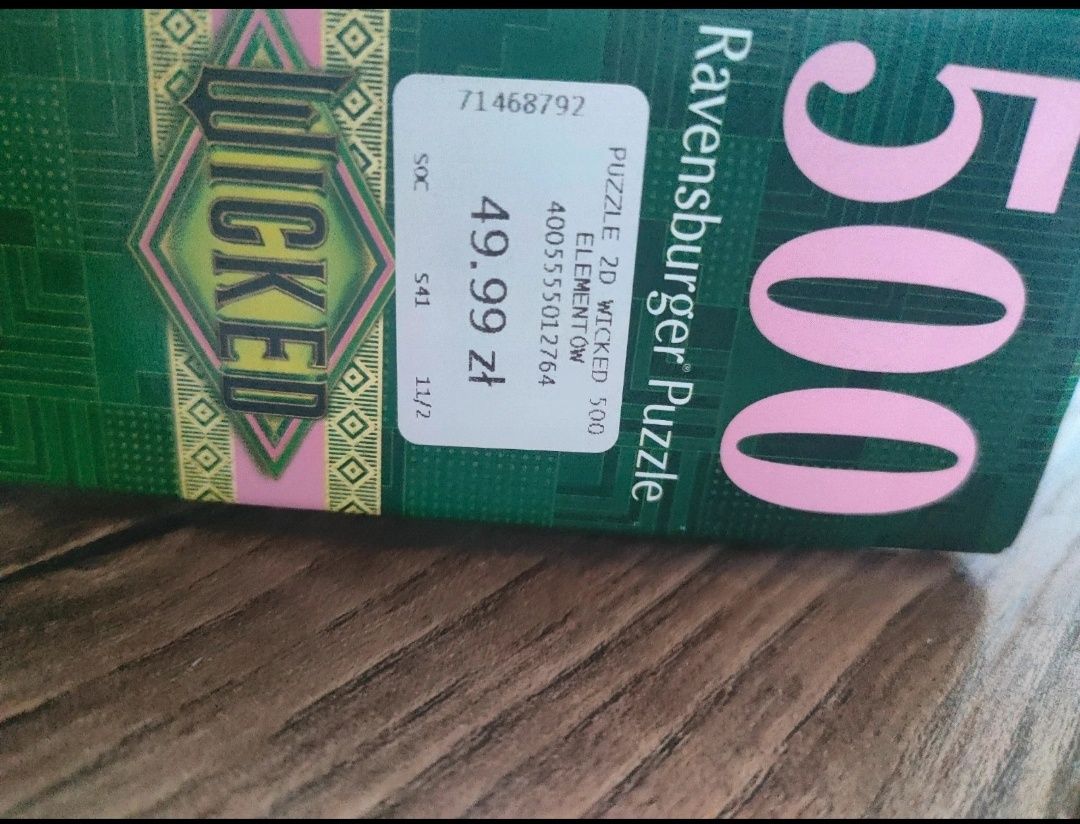 500
Ravensburger® Puzzle
71468792
PUZZLE 2D WICKED 500
ELEMENTÓW
4005555012764
49.99 zł
SOC S41 11/2
WICKED